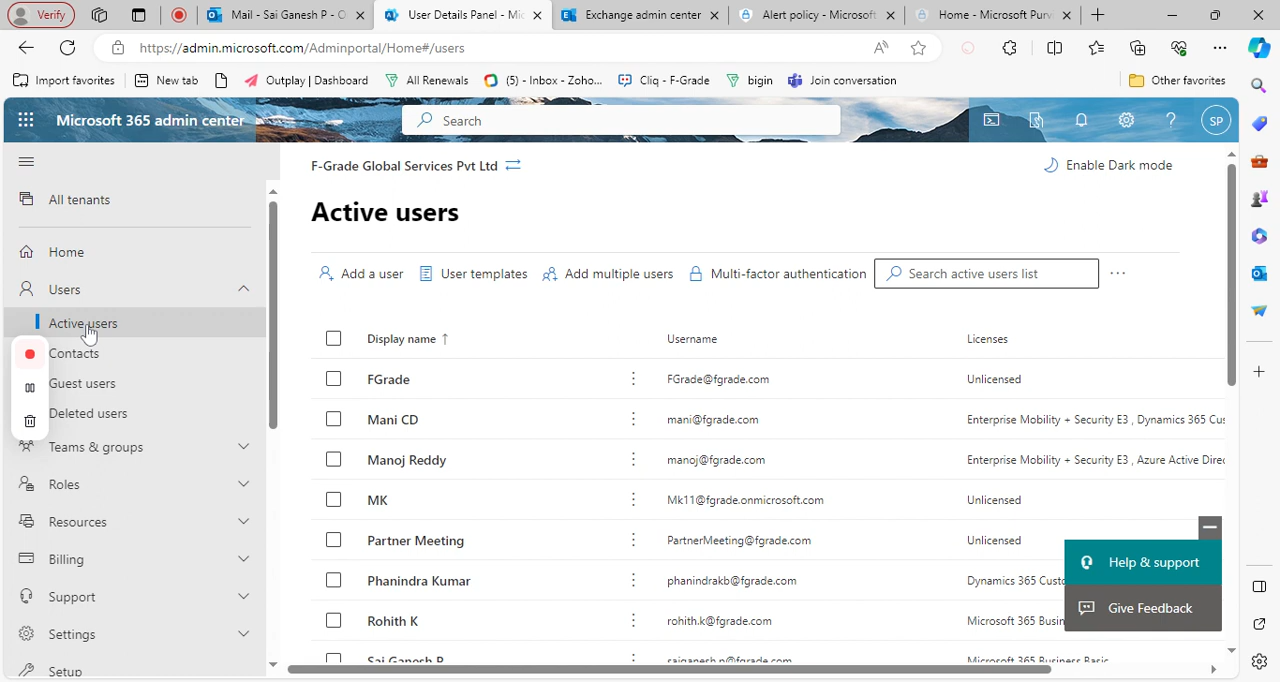 Verify
Mail - Sai Ganesh P - O
User Details Panel - Mic
Exchange admin center
Alert policy - Microsoft
Home - Microsoft Purvi
https://admin.microsoft.com/Adminportal/Home#/users
Import favorites
New tab
Outplay | Dashboard
All Renewals
(5) - Inbox - Zoho...
Cliq - F-Grade
bigin
Join conversation
Other favorites
Microsoft 365 admin center
Search
SP
F-Grade Global Services Pvt Ltd
Enable Dark mode
All tenants
Active users
Home
Add a user
User templates
Add multiple users
Multi-factor authentication
Search active users list
Users
Active users
Contacts
Guest users
Deleted users
Teams & groups
Roles
Resources
Billing
Support
Settings
Setup
Display name ↑
Username
Licenses
FGrade
FGrade@fgrade.com
Unlicensed
Mani CD
mani@fgrade.com
Enterprise Mobility + Security E3 , Dynamics 365 Cus
Manoj Reddy
manoj@fgrade.com
Enterprise Mobility + Security E3 , Azure Active Direc
MK
Mk11@fgrade.onmicrosoft.com
Unlicensed
Partner Meeting
PartnerMeeting@fgrade.com
Unlicensed
Phanindra Kumar
phanindrakb@fgrade.com
Dynamics 365 Custo
Rohith K
rohith.k@fgrade.com
Microsoft 365 Busin
Sai Ganesh P
saiganesh.p@fgrade.com
Microsoft 365 Business Basic
Help & support
Give Feedback